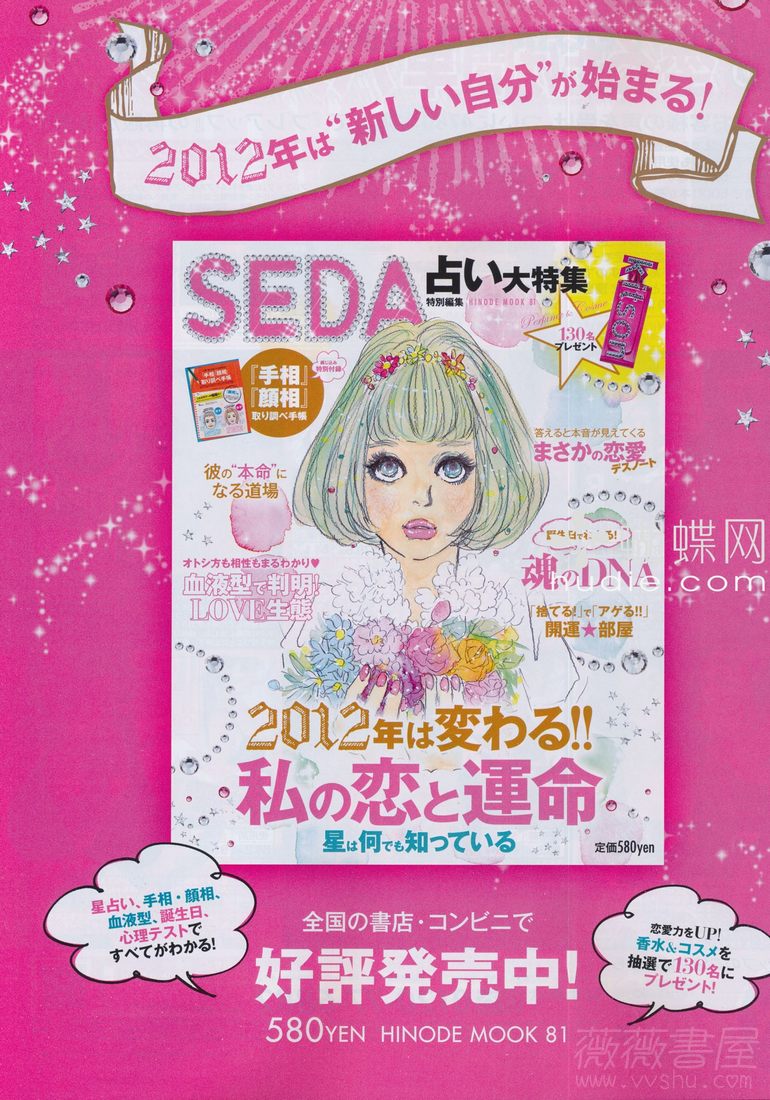 2012年は“新しい自分”が始まる!
SEDA
占い大特集
特別編集 HINODE MOOK 81
Perfume & Cosme
130名
プレゼント
綴じ込み
特別付録
『手相』
『顔相』
取り調べ手帳
答えると本音が見えてくる
まさかの恋愛
デスノート
彼の“本命”に
なる道場
魂のDNA
オトシ方も相性もまるわかり♥
血液型で判明!
LOVE生態
「捨てる!」で「アゲる!!」
開運★部屋
2012年は変わる!!
私の恋と運命
星は何でも知っている
定価580yen
星占い、手相・顔相、
血液型、誕生日、
心理テストで
すべてがわかる!
全国の書店・コンビニで
好評発売中!
580YEN HINODE MOOK 81
恋愛力をUP!
香水&コスメを
抽選で130名に
プレゼント!
蝶网
udie.com
薇薇書屋
www.vvshu.com